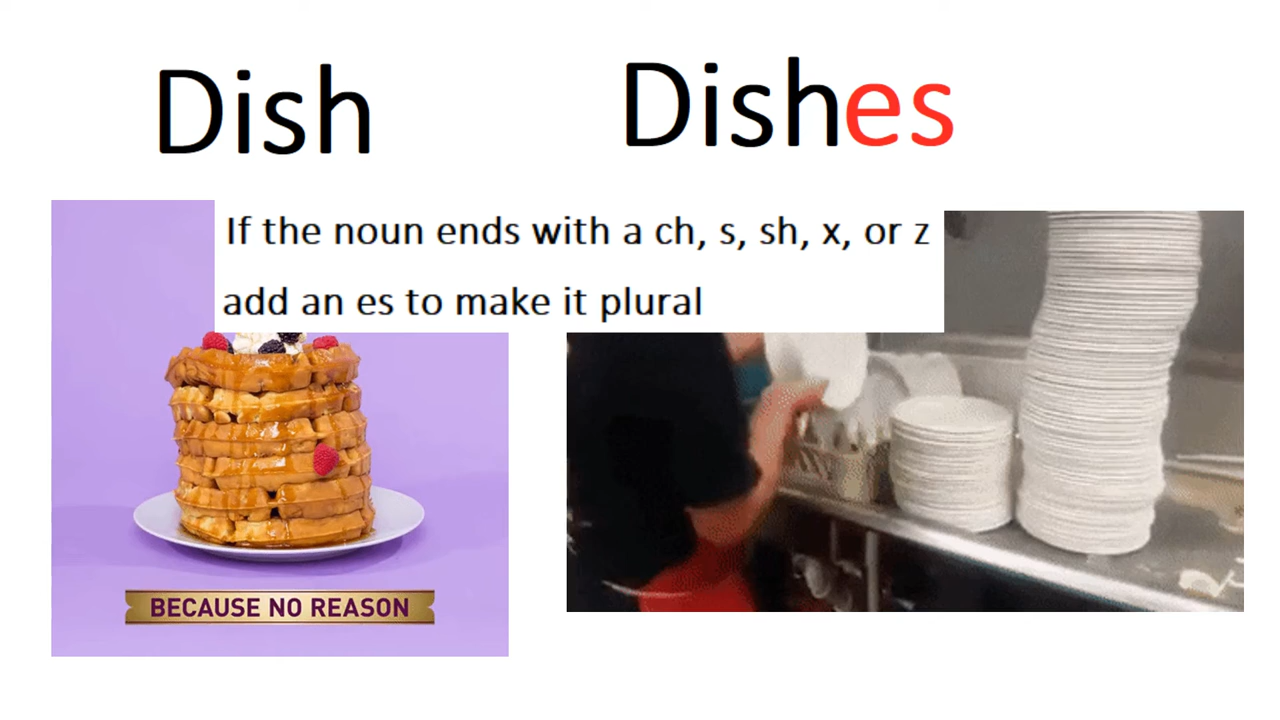 Dish
Dishes
If the noun ends with a ch, s, sh, x, or z
add an es to make it plural
BECAUSE NO REASON